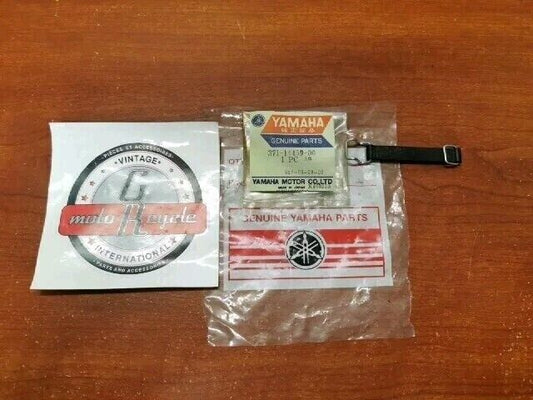 PIÈCES ET ACCESSOIRES
VINTAGE
G
moto Recycle
INTERNATIONAL
PARTS AND ACCESSORIES
YAMAHA
GENUINE PARTS
1 PC
YAMAHA MOTOR CO., LTD
GENUINE YAMAHA PARTS